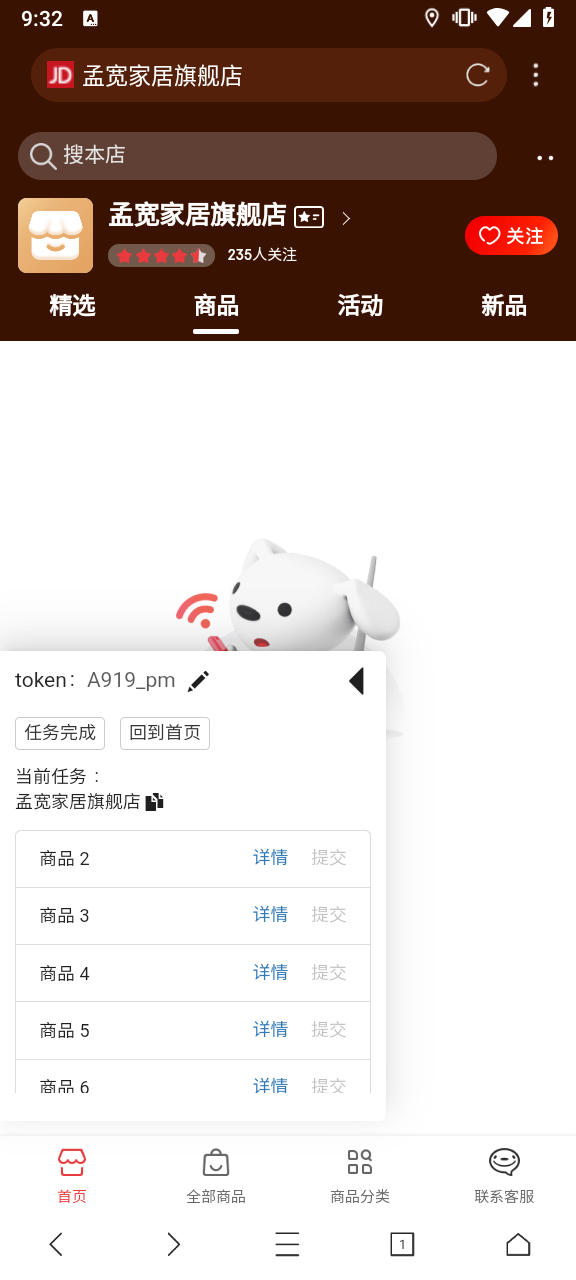 9:32
A
JD 孟宽家居旗舰店
搜本店
孟宽家居旗舰店
235人关注
关注
精选 商品 活动 新品
token： A919_pm
任务完成 回到首页
当前任务：
孟宽家居旗舰店
商品 2 详情 提交
商品 3 详情 提交
商品 4 详情 提交
商品 5 详情 提交
商品 6 详情 提交
首页 全部商品 商品分类 联系客服
1